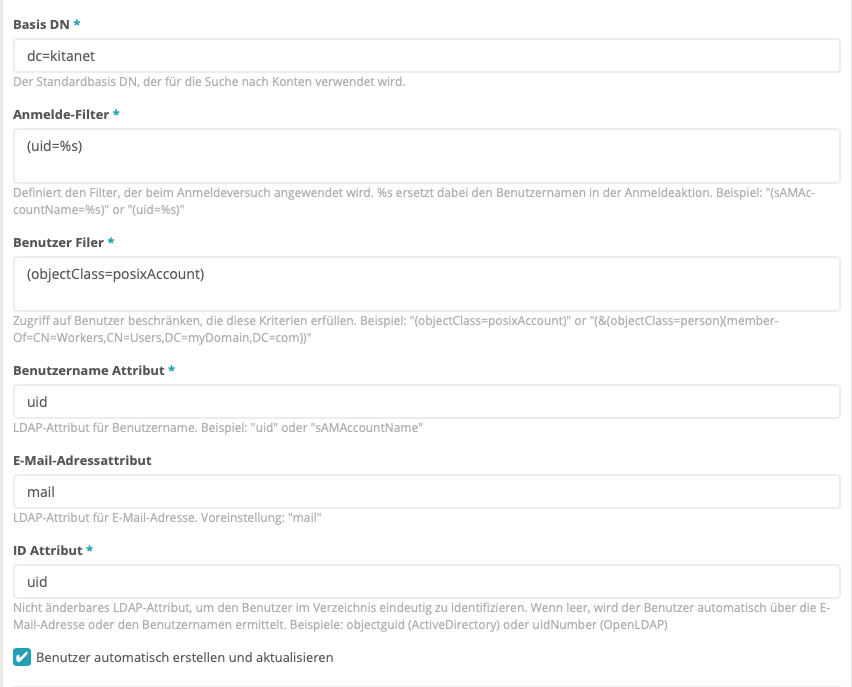 Basis DN *
dc=kitanet
Der Standardbasis DN, der für die Suche nach Konten verwendet wird.
Anmelde-Filter *
(uid=%s)
Definiert den Filter, der beim Anmeldeversuch angewendet wird. %s ersetzt dabei den Benutzernamen in der Anmeldeaktion. Beispiel: "(sAMAc-
countName=%s)" or "(uid=%s)"
Benutzer Filer *
(objectClass=posixAccount)
Zugriff auf Benutzer beschränken, die diese Kriterien erfüllen. Beispiel: "(objectClass=posixAccount)" or "(&(objectClass=person)(member-
Of=CN=Workers,CN=Users,DC=myDomain,DC=com))"
Benutzername Attribut *
uid
LDAP-Attribut für Benutzername. Beispiel: "uid" oder "sAMAccountName"
E-Mail-Adressattribut
mail
LDAP-Attribut für E-Mail-Adresse. Voreinstellung: "mail"
ID Attribut *
uid
Nicht änderbares LDAP-Attribut, um den Benutzer im Verzeichnis eindeutig zu identifizieren. Wenn leer, wird der Benutzer automatisch über die E-
Mail-Adresse oder den Benutzernamen ermittelt. Beispiele: objectguid (ActiveDirectory) oder uidNumber (OpenLDAP)
Benutzer automatisch erstellen und aktualisieren